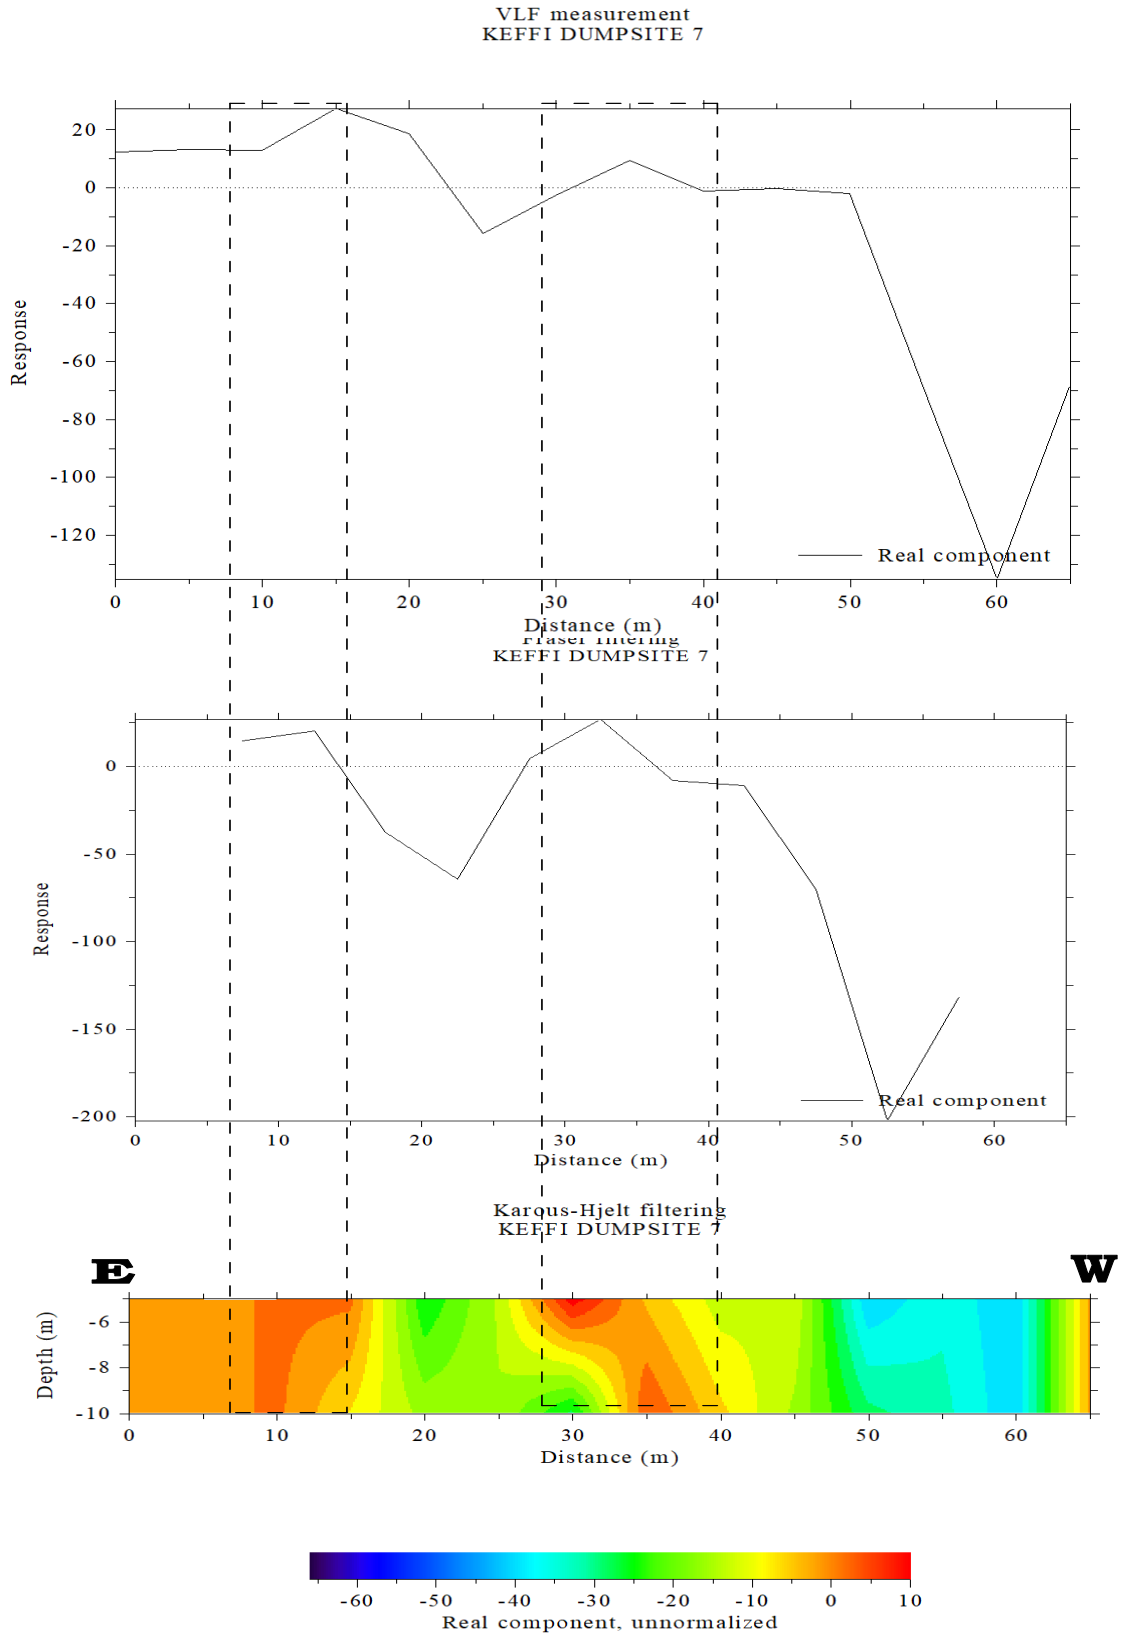 VLF measurement
KEFFI DUMPSITE 7
20
0
-20
-40
-60
-80
-100
-120
Response
Real component
0 10 20 30 40 50 60
Distance (m)
Fraser filtering
KEFFI DUMPSITE 7
0
-50
-100
-150
-200
Response
Real component
0 10 20 30 40 50 60
Distance (m)
Karous-Hjelt filtering
KEFFI DUMPSITE 7
E W
-6
-8
-10
Depth (m)
0 10 20 30 40 50 60
Distance (m)
-60 -50 -40 -30 -20 -10 0 10
Real component, unnormalized